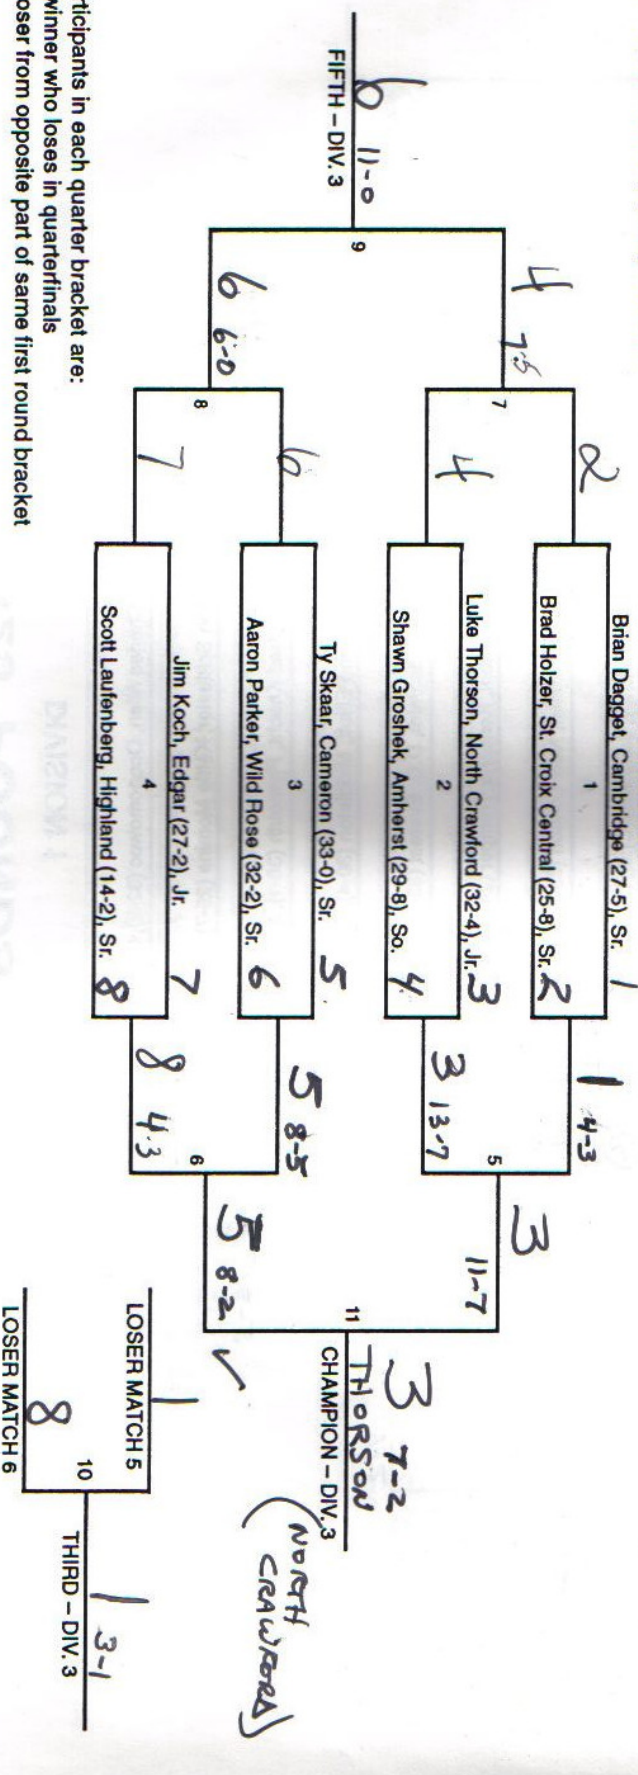 6 11-0
FIFTH – DIV. 3
9
4 7-5
7
6 6-0
8
2
4
6
7
Brian Dagget, Cambridge (27-5), Sr. 1
1
Brad Holzer, St. Croix Central (25-8), Sr. 2
Luke Thorson, North Crawford (32-4), Jr. 3
2
Shawn Groshek, Amherst (29-8), So. 4
Ty Skaar, Cameron (33-0), Sr. 5
3
Aaron Parker, Wild Rose (32-2), Sr. 6
Jim Koch, Edgar (27-2), Jr. 7
4
Scott Laufenberg, Highland (14-2), Sr. 8
1 4-3
3 13-7
5
5 8-5
8 4-3
6
3 11-7
5 8-2 ✓
11
3 7-2
THORSON
CHAMPION – DIV. 3
(NORTH
CRAWFORD)
1
LOSER MATCH 5
10
8
LOSER MATCH 6
1 3-1
THIRD – DIV. 3
rticipants in each quarter bracket are:
winner who loses in quarterfinals
oser from opposite part of same first round bracket